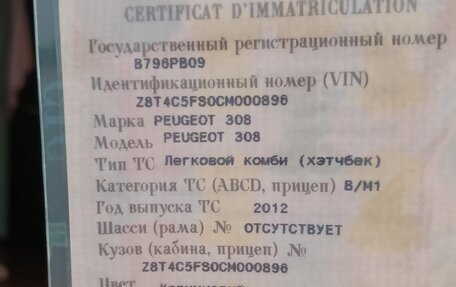 CERTIFICAT D'IMMATRICULATION
Государственный регистрационный номер
В796РВ09
Идентификационный номер (VIN)
Z8T4C5FS0CM000896
Марка PEUGEOT 308
Модель PEUGEOT 308
Тип ТС Легковой комби (хэтчбек)
Категория ТС (ABCD, прицеп) B/M1
Год выпуска ТС 2012
Шасси (рама) № ОТСУТСТВУЕТ
Кузов (кабина, прицеп) №
Z8T4C5FS0CM000896
Цвет